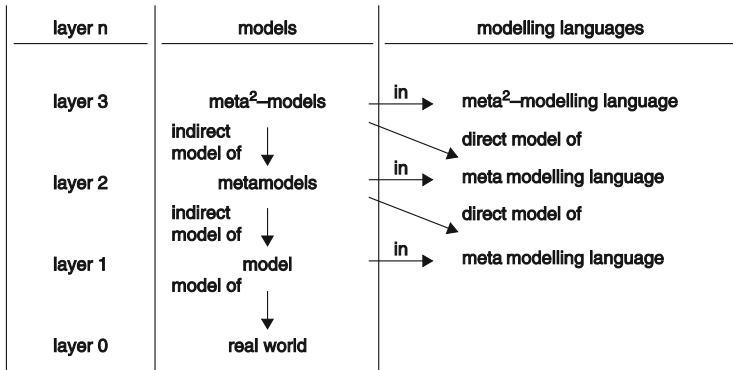 layer n models modelling languages
layer 3 meta²–models in meta²–modelling language
indirect
model of direct model of
layer 2 metamodels in meta modelling language
indirect
model of direct model of
layer 1 model in meta modelling language
model of
layer 0 real world